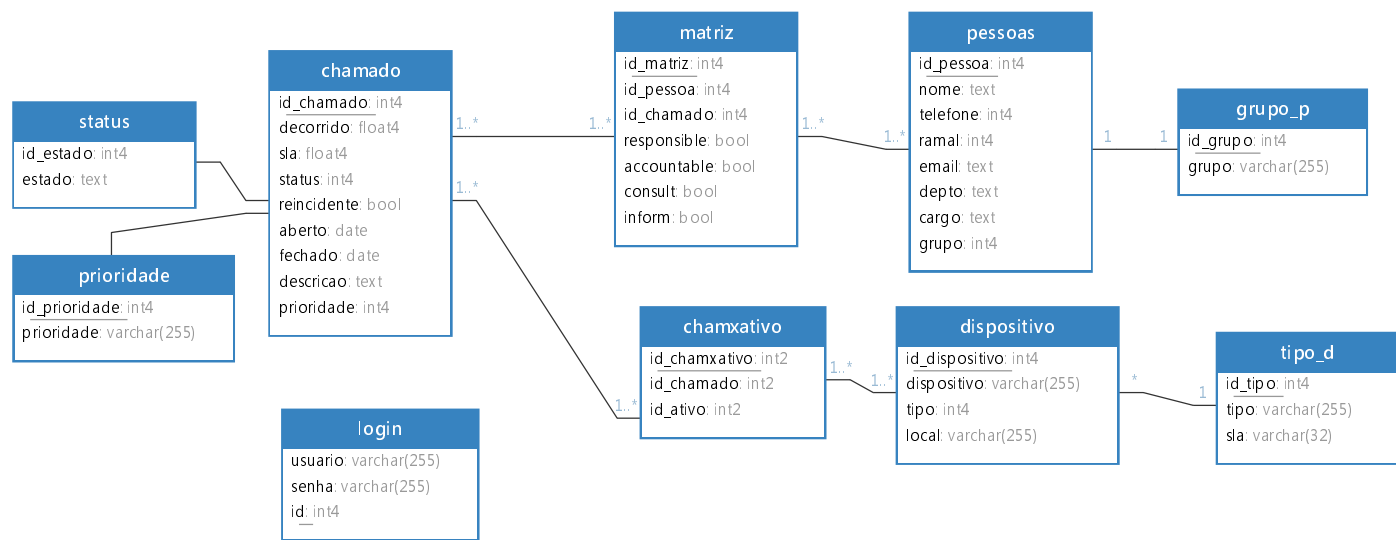 status
id_estado: int4
estado: text
prioridade
id_prioridade: int4
prioridade: varchar(255)
chamado
id_chamado: int4
decorrido: float4
sla: float4
status: int4
reincidente: bool
aberto: date
fechado: date
descricao: text
prioridade: int4
1..*
1..*
1..*
1..*
login
usuario: varchar(255)
senha: varchar(255)
id: int4
matriz
id_matriz: int4
id_pessoa: int4
id_chamado: int4
responsible: bool
accountable: bool
consult: bool
inform: bool
1..*
1..*
pessoas
id_pessoa: int4
nome: text
telefone: int4
ramal: int4
email: text
depto: text
cargo: text
grupo: int4
1
1
grupo_p
id_grupo: int4
grupo: varchar(255)
chamxativo
id_chamxativo: int2
id_chamado: int2
id_ativo: int2
1..*
1..*
dispositivo
id_dispositivo: int4
dispositivo: varchar(255)
tipo: int4
local: varchar(255)
*
1
tipo_d
id_tipo: int4
tipo: varchar(255)
sla: varchar(32)